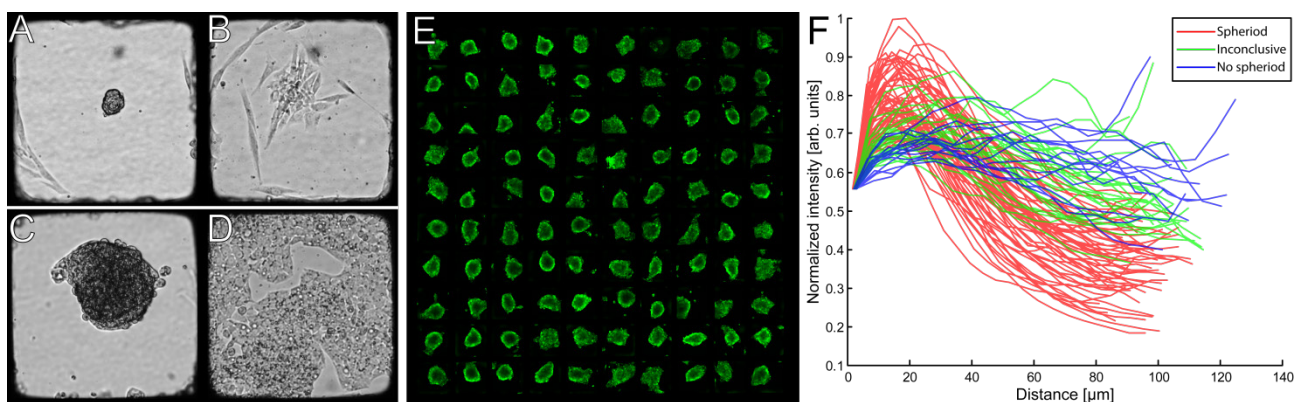 A
B
C
D
E
F
Normalized intensity [arb. units]
1
0.9
0.8
0.7
0.6
0.5
0.4
0.3
0.2
0.1
0
20
40
60
80
100
120
140
Distance [µm]
Spheriod
Inconclusive
No spheriod